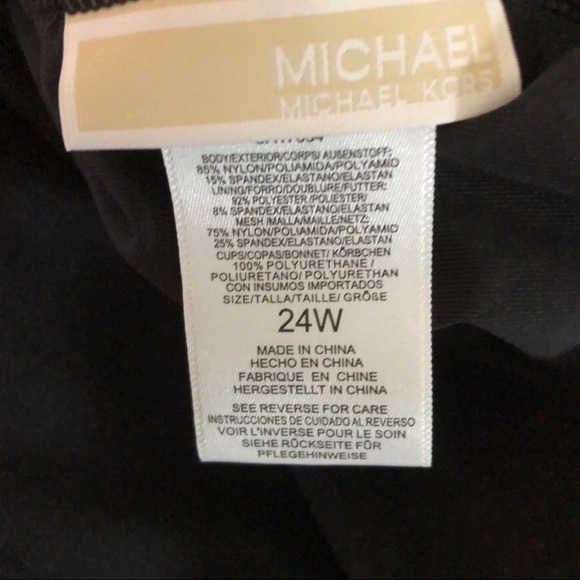 MICHAEL
MICHAEL KORS
BODY/EXTERIOR/CORPS/ AUßENSTOFF:
85% NYLON/POLIAMIDA/POLYAMID
15% SPANDEX/ELASTANO/ELASTAN
LINING/FORRO/DOUBLURE/FUTTER:
92% POLYESTER /POLIESTER/
8% SPANDEX/ELASTANO/ELASTAN
MESH /MALLA/MAILLE/NETZ:
75% NYLON/POLIAMIDA/POLYAMID
25% SPANDEX/ELASTANO/ELASTAN
CUPS/COPAS/BONNET/ KÖRBCHEN
100% POLYURETHANE /
POLIURETANO/ POLYURETHAN
CON INSUMOS IMPORTADOS
SIZE/TALLA/TAILLE/ GRÖßE
24W
MADE IN CHINA
HECHO EN CHINA
FABRIQUE EN CHINE
HERGESTELLT IN CHINA
SEE REVERSE FOR CARE
INSTRUCCIONES DE CUIDADO AL REVERSO
VOIR L'INVERSE POUR LE SOIN
SIEHE RÜCKSEITE FÜR
PFLEGEHINWEISE